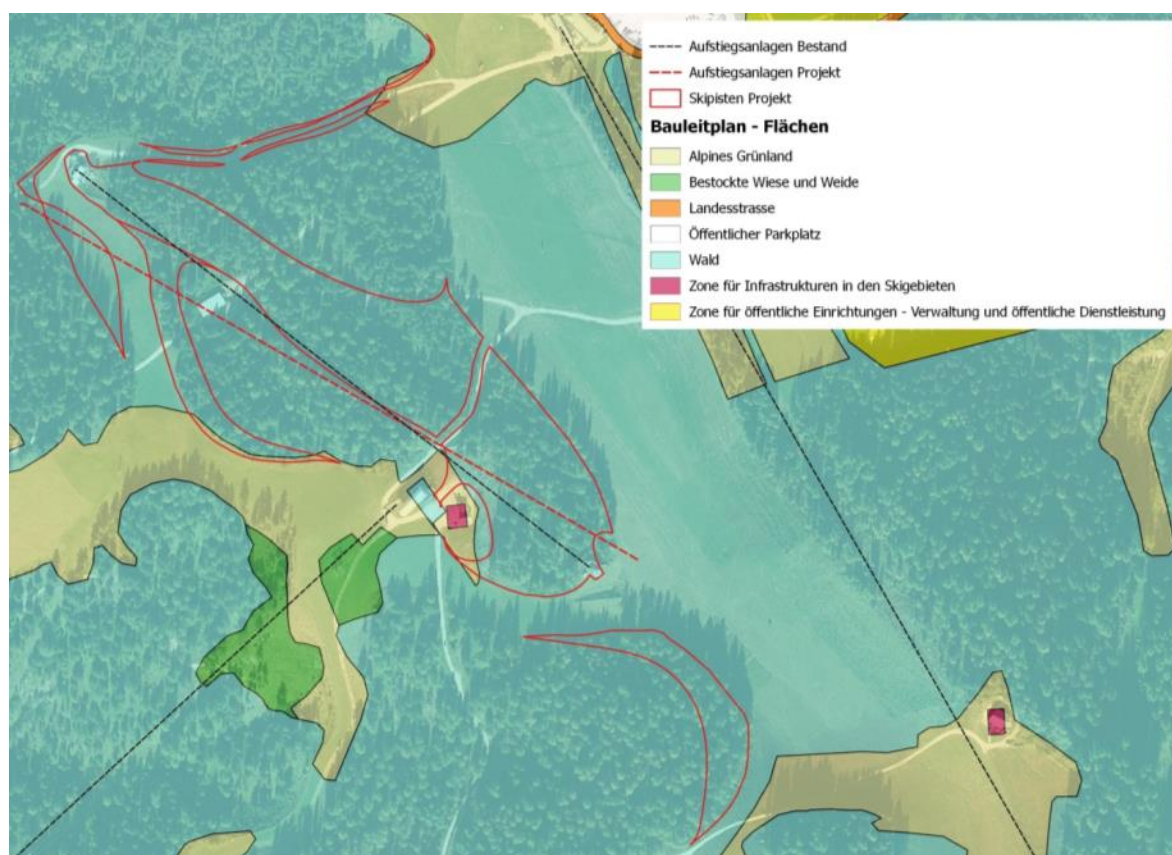 Aufstiegsanlagen Bestand
Aufstiegsanlagen Projekt
Skipisten Projekt
Bauleitplan - Flächen
Alpines Grünland
Bestockte Wiese und Weide
Landesstrasse
Öffentlicher Parkplatz
Wald
Zone für Infrastrukturen in den Skigebieten
Zone für öffentliche Einrichtungen - Verwaltung und öffentliche Dienstleistung